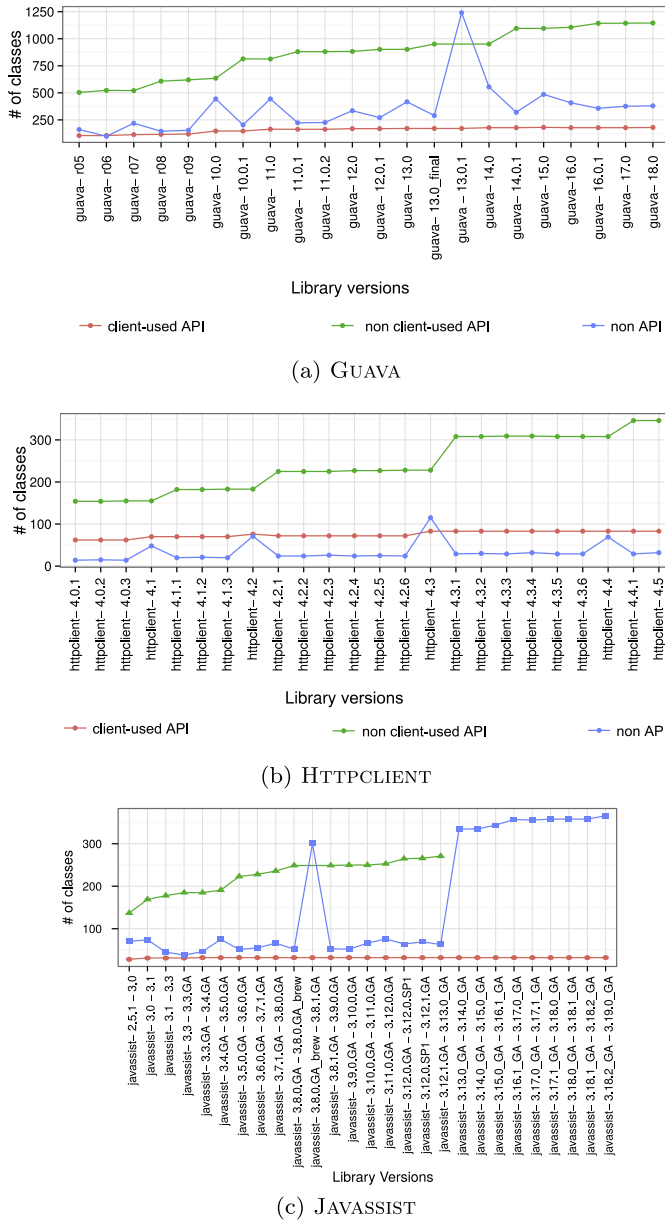 1250
1000
750
500
250
# of classes
guava– r05
guava– r06
guava– r07
guava– r08
guava– r09
guava– 10.0
guava– 10.0.1
guava– 11.0
guava– 11.0.1
guava– 11.0.2
guava– 12.0
guava– 12.0.1
guava– 13.0
guava– 13.0_final
guava – 13.0.1
guava– 14.0
guava– 14.0.1
guava– 15.0
guava– 16.0
guava– 16.0.1
guava– 17.0
guava– 18.0
Library versions
client-used API non client-used API non API
(a) GUAVA
300
200
100
0
# of classes
httpclient– 4.0.1
httpclient– 4.0.2
httpclient– 4.0.3
httpclient– 4.1
httpclient– 4.1.1
httpclient– 4.1.2
httpclient– 4.1.3
httpclient– 4.2
httpclient– 4.2.1
httpclient– 4.2.2
httpclient– 4.2.3
httpclient– 4.2.4
httpclient– 4.2.5
httpclient– 4.2.6
httpclient– 4.3
httpclient– 4.3.1
httpclient– 4.3.2
httpclient– 4.3.3
httpclient– 4.3.4
httpclient– 4.3.5
httpclient– 4.3.6
httpclient– 4.4
httpclient– 4.4.1
httpclient– 4.5
Library versions
client-used API non client-used API non AP
(b) HTTPCLIENT
300
200
100
# of classes
javassist– 2.5.1 – 3.0
javassist– 3.0 – 3.1
javassist– 3.1 – 3.3
javassist– 3.3 – 3.3.GA
javassist– 3.3.GA – 3.4.GA
javassist– 3.4.GA – 3.5.0.GA
javassist– 3.5.0.GA – 3.6.0.GA
javassist– 3.6.0.GA – 3.7.1.GA
javassist– 3.7.1.GA – 3.8.0.GA
javassist– 3.8.0.GA – 3.8.0.GA_brew
javassist– 3.8.0.GA_brew – 3.8.1.GA
javassist– 3.8.1.GA – 3.9.0.GA
javassist– 3.9.0.GA – 3.10.0.GA
javassist– 3.10.0.GA – 3.11.0.GA
javassist– 3.11.0.GA – 3.12.0.GA
javassist– 3.12.0.GA – 3.12.0.SP1
javassist– 3.12.0.SP1 – 3.12.1.GA
javassist– 3.12.1.GA – 3.13.0_GA
javassist– 3.13.0_GA – 3.14.0_GA
javassist– 3.14.0_GA – 3.15.0_GA
javassist– 3.15.0_GA – 3.16.1_GA
javassist– 3.16.1_GA – 3.17.0_GA
javassist– 3.17.0_GA – 3.17.1_GA
javassist– 3.17.1_GA – 3.18.0_GA
javassist– 3.18.0_GA – 3.18.1_GA
javassist– 3.18.1_GA – 3.18.2_GA
javassist– 3.18.2_GA – 3.19.0_GA
Library Versions
(c) JAVASSIST